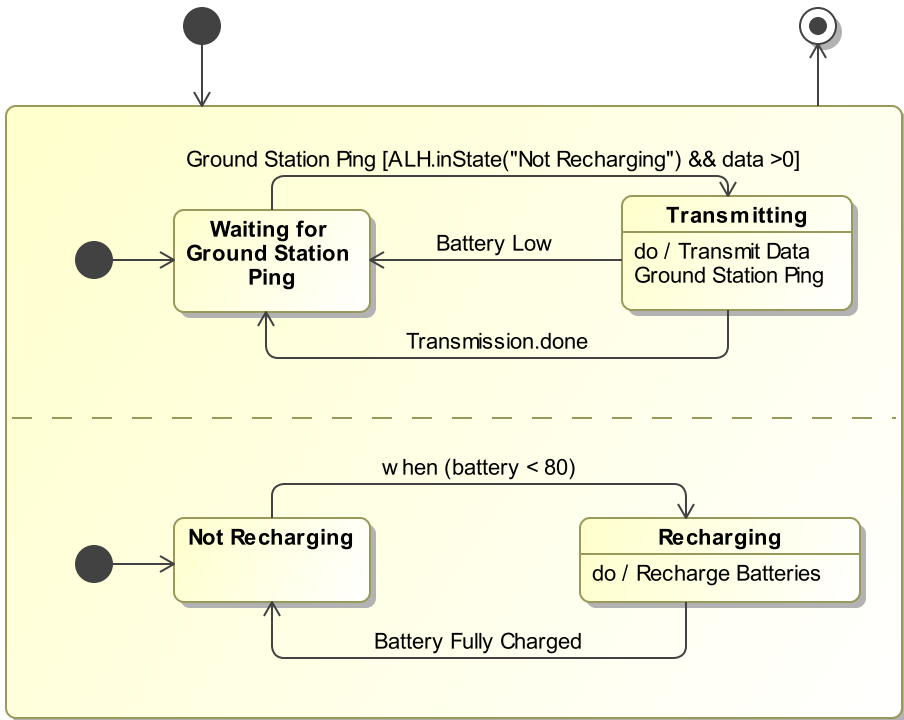 Ground Station Ping [ALH.inState("Not Recharging") && data >0]
Waiting for
Ground Station
Ping
Transmitting
do / Transmit Data
Ground Station Ping
Battery Low
Transmission.done
when (battery < 80)
Not Recharging
Recharging
do / Recharge Batteries
Battery Fully Charged